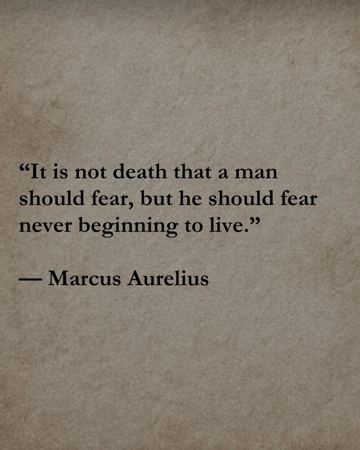 “It is not death that a man
should fear, but he should fear
never beginning to live.”
— Marcus Aurelius